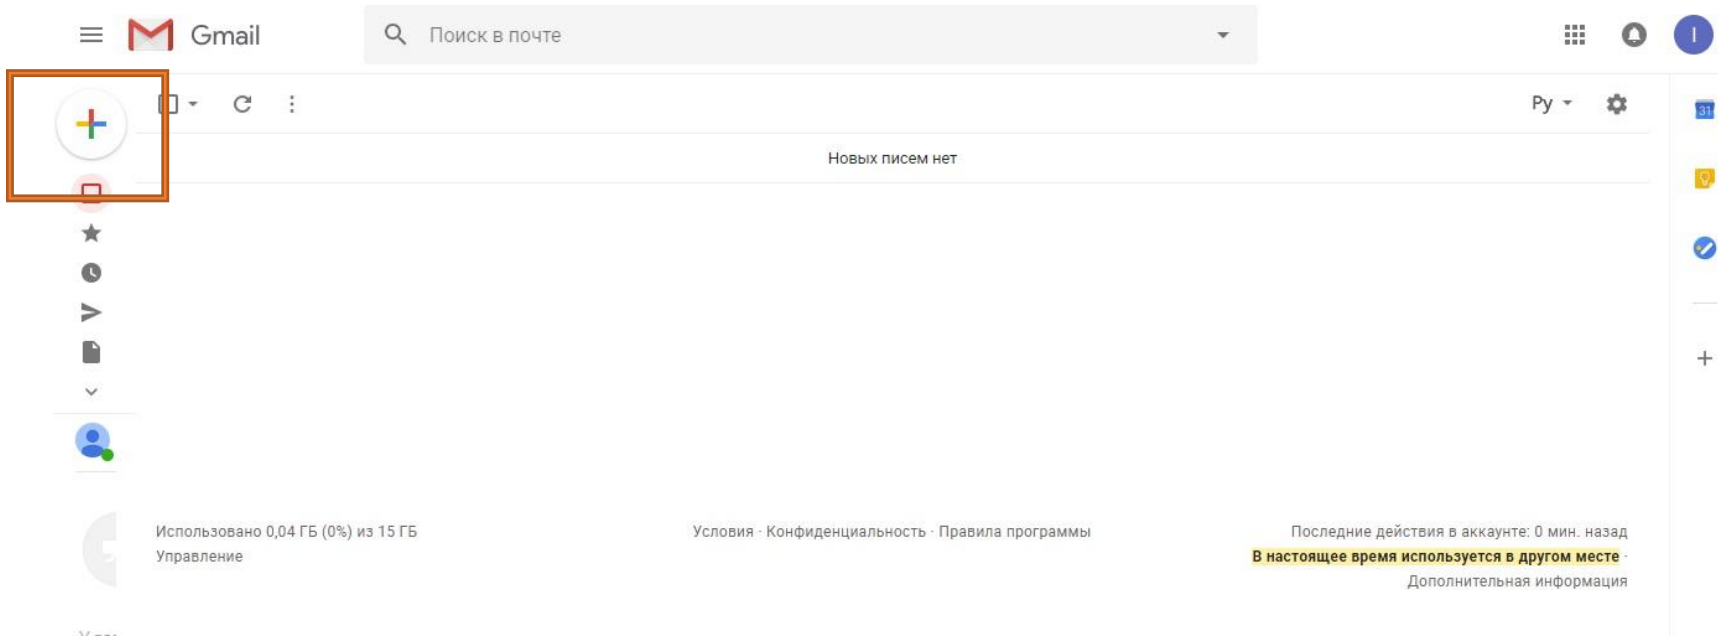 Gmail
Поиск в почте
I
Ру
31
Новых писем нет
Использовано 0,04 ГБ (0%) из 15 ГБ
Управление
Условия · Конфиденциальность · Правила программы
Последние действия в аккаунте: 0 мин. назад
В настоящее время используется в другом месте ·
Дополнительная информация